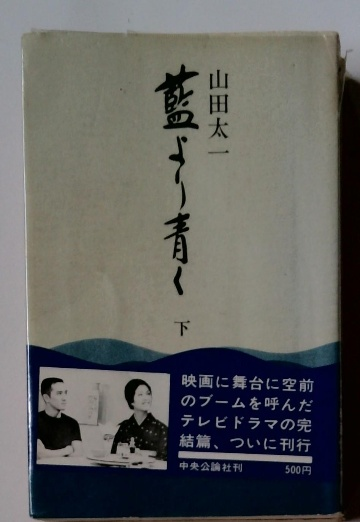 山田太一
藍より青く
下
映画に舞台に空前
のブームを呼んだ
テレビドラマの完
結篇、ついに刊行
中央公論社刊
500円